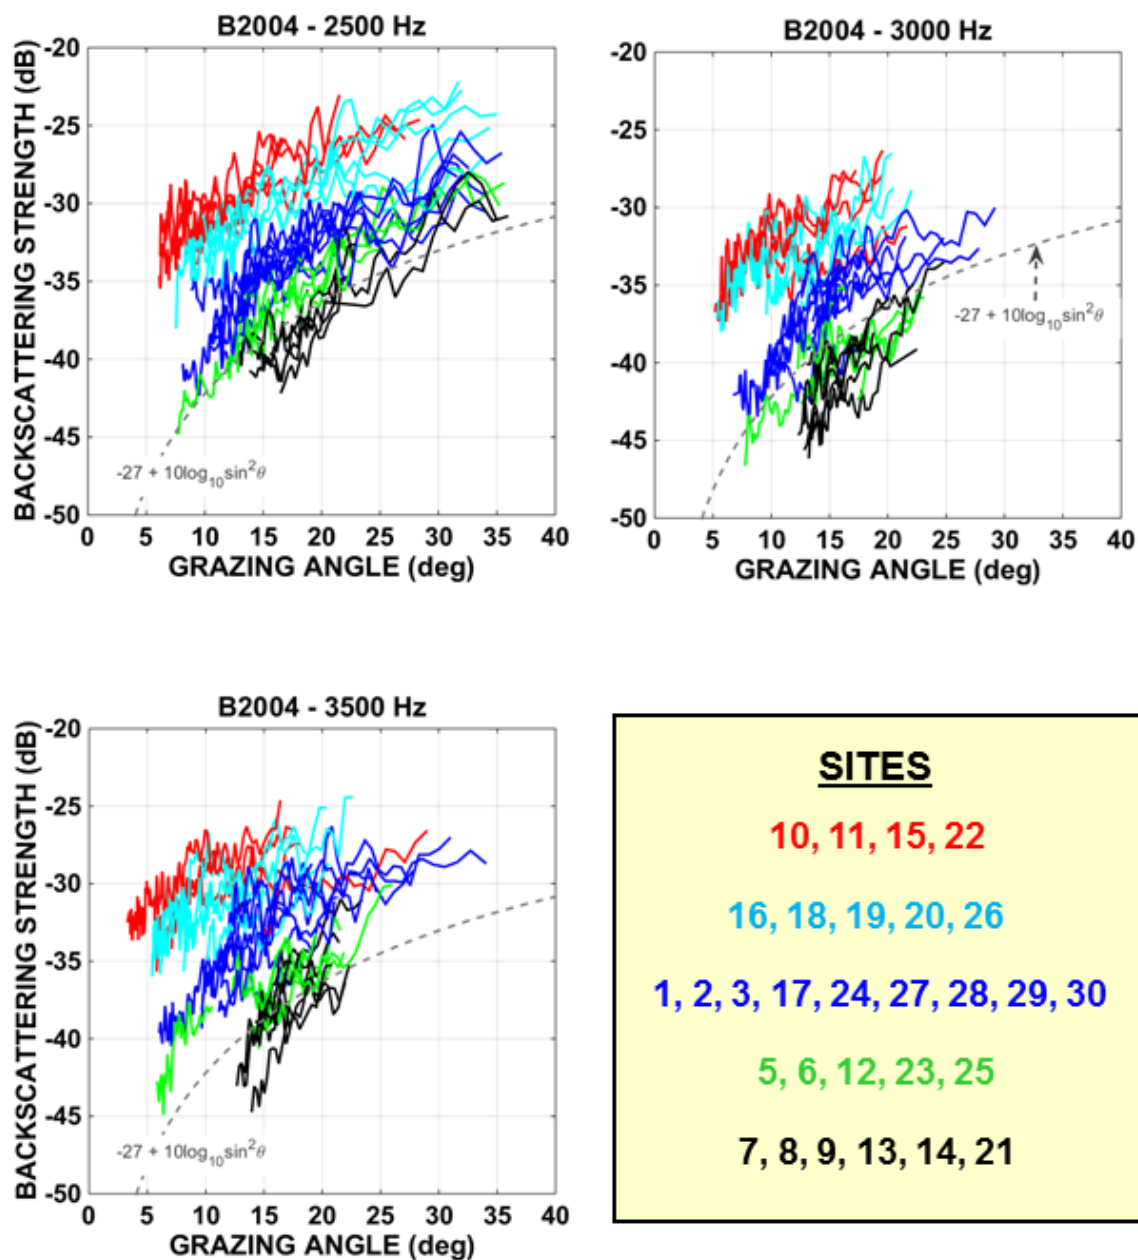 B2004 - 2500 Hz
BACKSCATTERING STRENGTH (dB)
-20
-25
-30
-35
-40
-45
-50
-27 + 10log₁₀sin²θ
0 5 10 15 20 25 30 35 40
GRAZING ANGLE (deg)
B2004 - 3000 Hz
-20
-25
-30
-35
-40
-45
-50
-27 + 10log₁₀sin²θ
0 5 10 15 20 25 30 35 40
GRAZING ANGLE (deg)
B2004 - 3500 Hz
BACKSCATTERING STRENGTH (dB)
-20
-25
-30
-35
-40
-45
-50
-27 + 10log₁₀sin²θ
0 5 10 15 20 25 30 35 40
GRAZING ANGLE (deg)
SITES
10, 11, 15, 22
16, 18, 19, 20, 26
1, 2, 3, 17, 24, 27, 28, 29, 30
5, 6, 12, 23, 25
7, 8, 9, 13, 14, 21